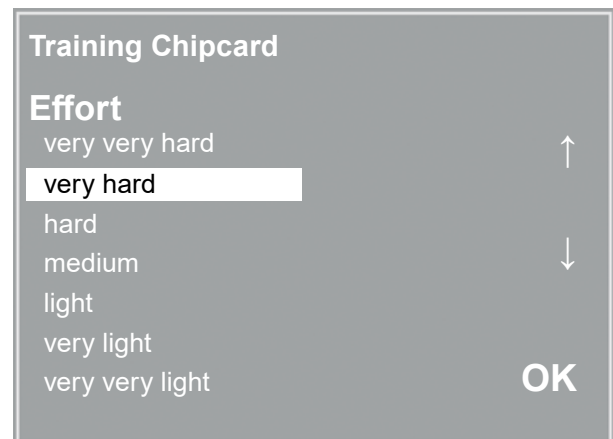 Training Chipcard
Effort
very very hard
↑
very hard
hard
medium
↓
light
very light
very very light
OK